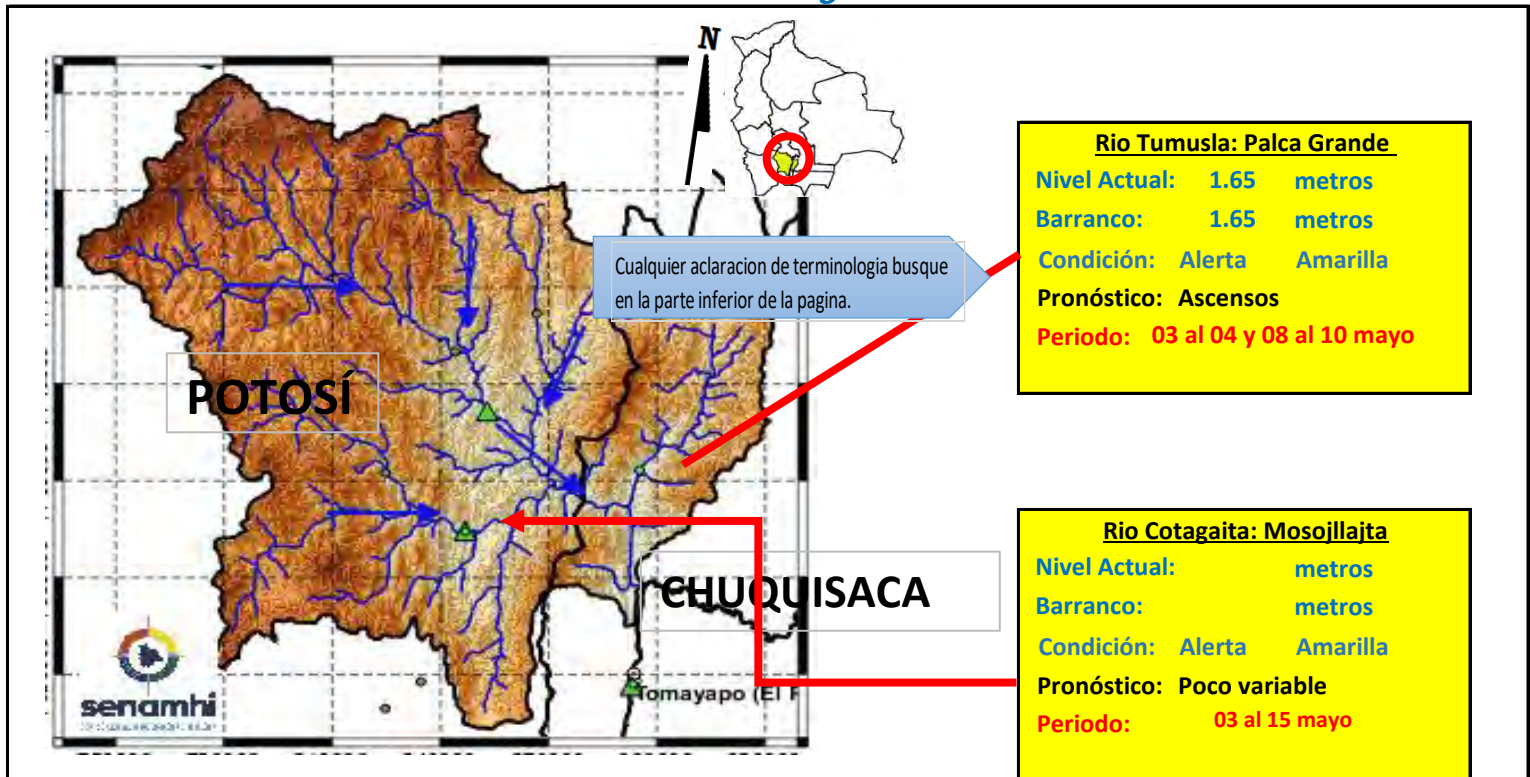 N
Cualquier aclaracion de terminologia busque
en la parte inferior de la pagina.
POTOSÍ
CHUQUISACA
Tomayapo (El
senamhi
Rio Tumusla: Palca Grande
Nivel Actual: 1.65 metros
Barranco: 1.65 metros
Condición: Alerta Amarilla
Pronóstico: Ascensos
Periodo: 03 al 04 y 08 al 10 mayo
Rio Cotagaita: Mosojllajta
Nivel Actual: metros
Barranco: metros
Condición: Alerta Amarilla
Pronóstico: Poco variable
Periodo: 03 al 15 mayo